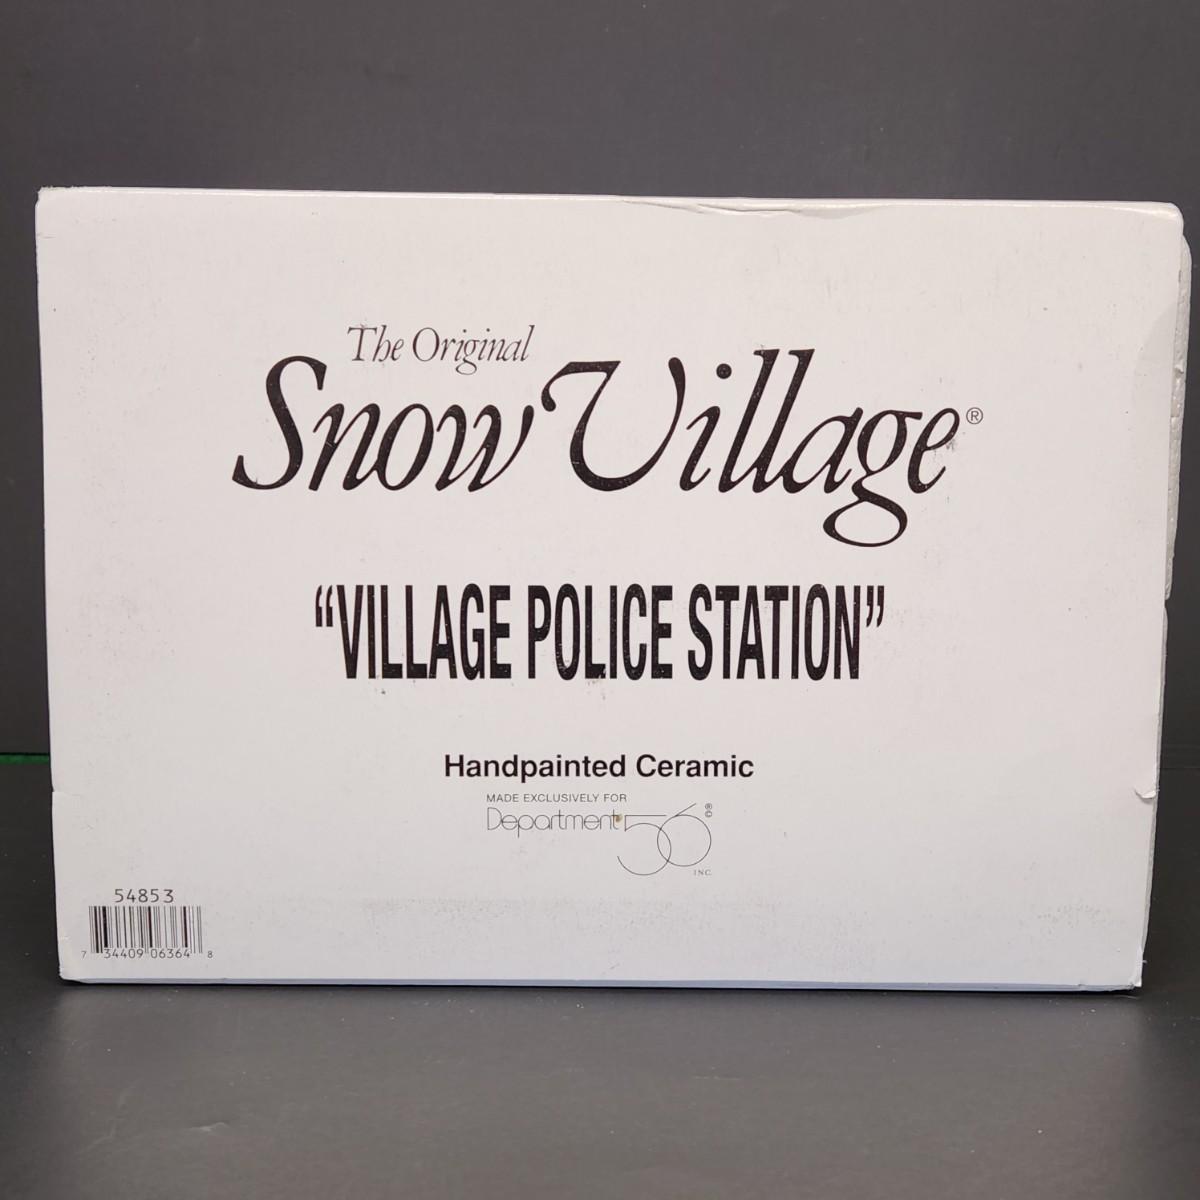 The Original
Snow Village®
“VILLAGE POLICE STATION”
Handpainted Ceramic
MADE EXCLUSIVELY FOR
Department 56 ® ©
INC.
54853
7 34409 06364 8